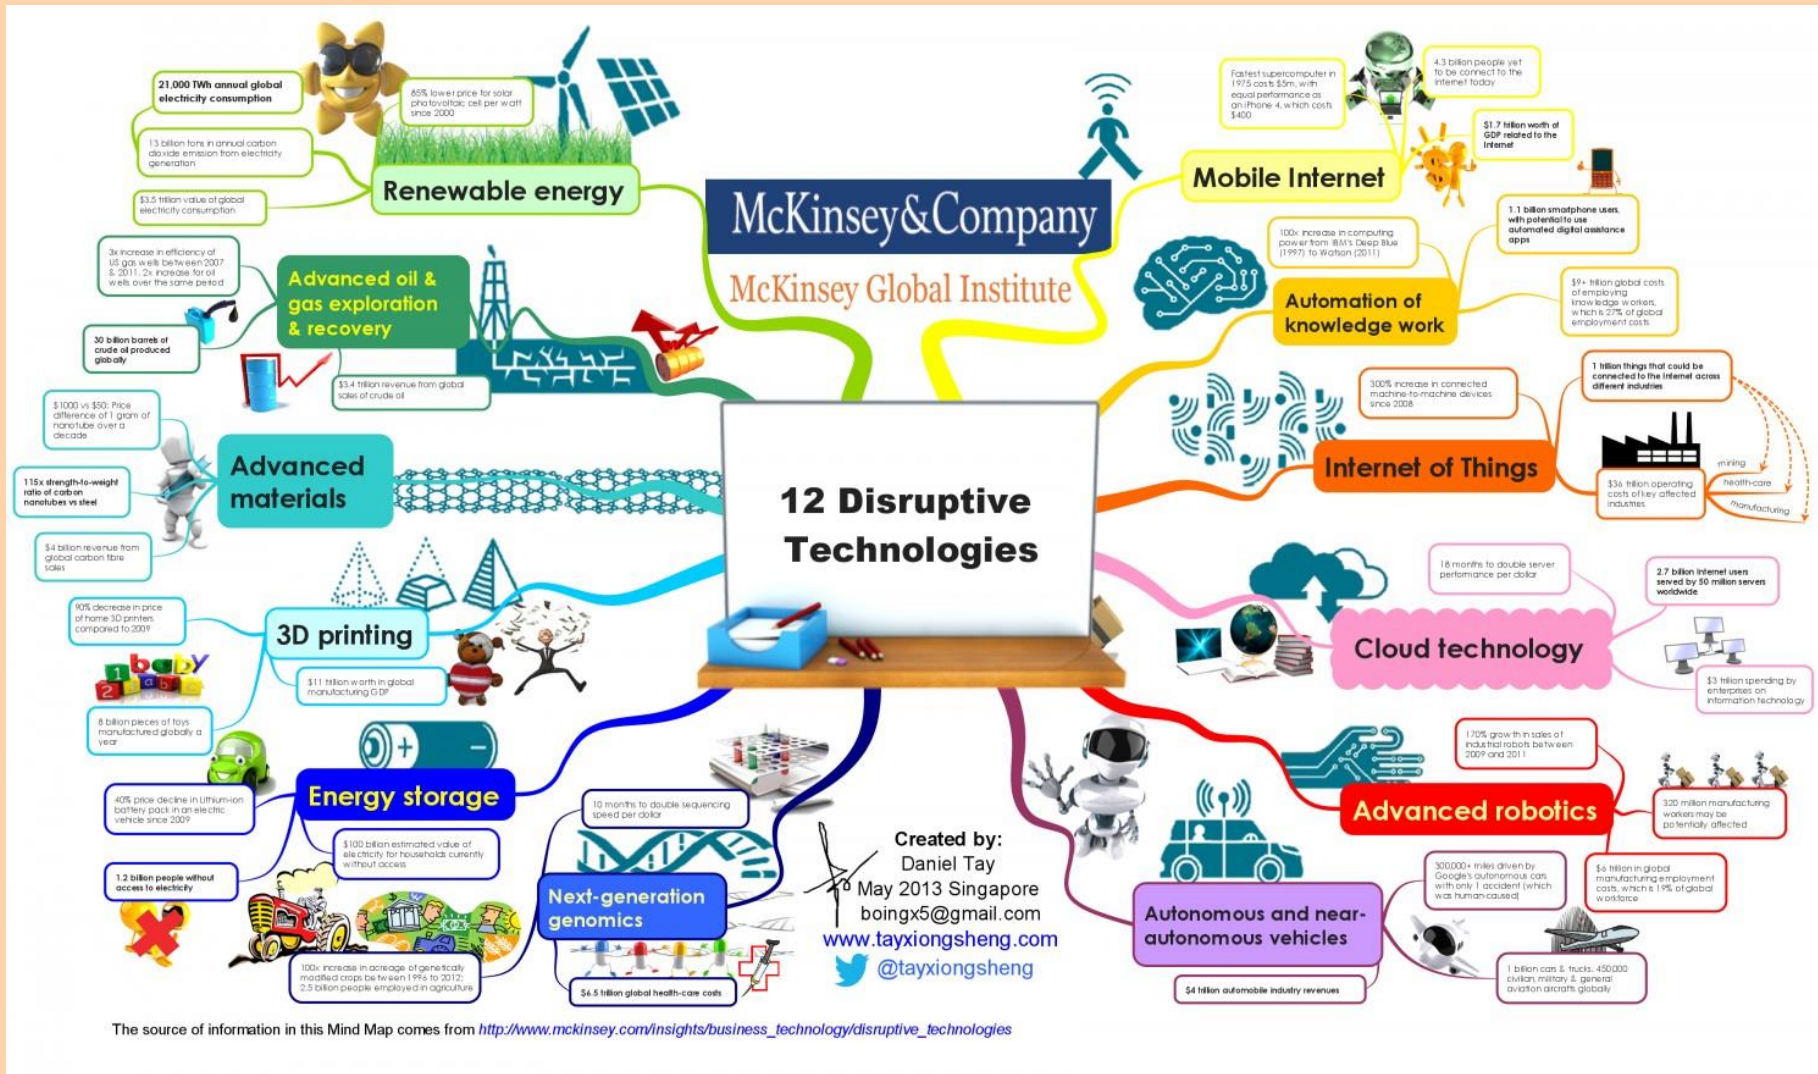 McKinsey&Company
McKinsey Global Institute
12 Disruptive
Technologies
Mobile Internet
Fastest supercomputer in
1975 costs $5m, with
equal performance as
an iPhone 4, which costs
$400
4.3 billion people yet
to be connect to the
Internet today
$1.7 trillion worth of
GDP related to the
Internet
Automation of
knowledge work
100x increase in computing
power from IBM's Deep Blue
(1997) to Watson (2011)
1.1 billion smartphone users,
with potential to use
automated digital assistance
apps
$9+ trillion global costs
of employing
knowledge workers,
which is 27% of global
employment costs
Internet of Things
300% increase in connected
machine-to-machine devices
since 2008
1 trillion things that could be
connected to the Internet across
different industries
$36 trillion operating
costs of key affected
industries
mining
health-care
manufacturing
Cloud technology
18 months to double server
performance per dollar
2.7 billion Internet users
served by 50 million servers
worldwide
$3 trillion spending by
enterprises on
information technology
Advanced robotics
170% growth in sales of
industrial robots between
2009 and 2011
320 million manufacturing
workers may be
potentially affected
$6 trillion in global
manufacturing employment
costs, which is 19% of global
workforce
Autonomous and near-
autonomous vehicles
300,000+ miles driven by
Google's autonomous cars
with only 1 accident (which
was human-caused)
1 billion cars & trucks, 450,000
civilian, military & general
aviation aircrafts globally
$4 trillion automobile industry revenues
Next-generation
genomics
10 months to double sequencing
speed per dollar
100x increase in acreage of genetically
modified crops between 1996 to 2012;
2.5 billion people employed in agriculture
$6.5 trillion global health-care costs
Energy storage
40% price decline in Lithium-ion
battery pack in an electric
vehicle since 2009
$100 billion estimated value of
electricity for households currently
without access
1.2 billion people without
access to electricity
3D printing
90% decrease in price
of home 3D printers
compared to 2009
$11 trillion worth in global
manufacturing GDP
8 billion pieces of toys
manufactured globally a
year
1 baby
2
Advanced
materials
$1000 vs $50: Price
difference of 1 gram of
nanotube over a
decade
115x strength-to-weight
ratio of carbon
nanotubes vs steel
$4 billion revenue from
global carbon fibre
sales
Advanced oil &
gas exploration
& recovery
3x increase in efficiency of
US gas wells between 2007
& 2011. 2x increase for oil
wells over the same period
30 billion barrels of
crude oil produced
globally
$3.4 trillion revenue from global
sales of crude oil
Renewable energy
85% lower price for solar
photovoltaic cell per watt
since 2000
21,000 TWh annual global
electricity consumption
13 billion tons in annual carbon
dioxide emission from electricity
generation
$3.5 trillion value of global
electricity consumption
Created by:
Daniel Tay
May 2013 Singapore
boingx5@gmail.com
www.tayxiongsheng.com
@tayxiongsheng
The source of information in this Mind Map comes from http://www.mckinsey.com/insights/business_technology/disruptive_technologies